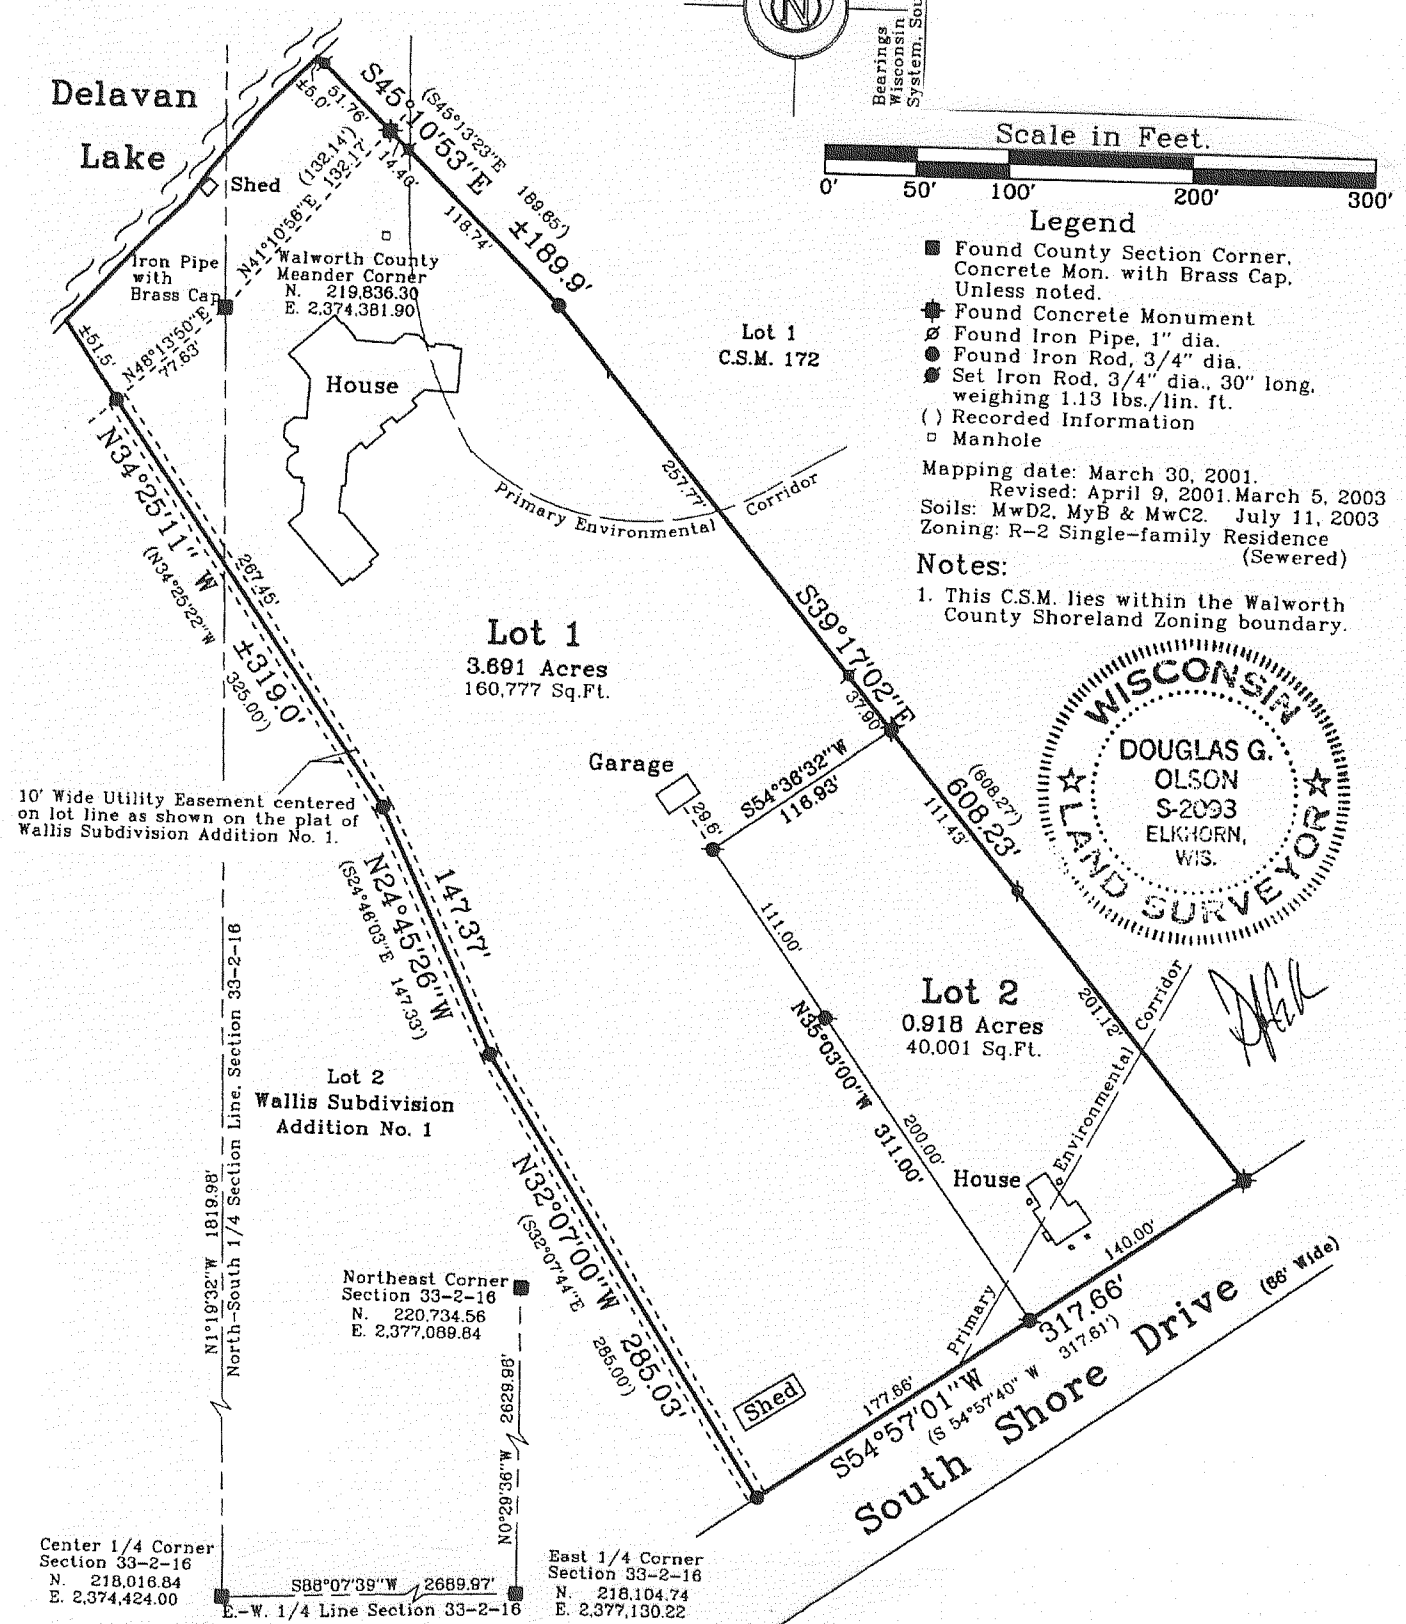 N
Bearings
Wisconsin
System, Sou
Delavan
Lake
Scale in Feet.
0' 50' 100' 200' 300'
Legend
Found County Section Corner,
Concrete Mon. with Brass Cap,
Unless noted.
Found Concrete Monument
Found Iron Pipe, 1" dia.
Found Iron Rod, 3/4" dia.
Set Iron Rod, 3/4" dia., 30" long,
weighing 1.13 lbs./lin. ft.
( ) Recorded Information
Manhole
Mapping date: March 30, 2001.
Revised: April 9, 2001. March 5, 2003
Soils: MwD2, MyB & MwC2. July 11, 2003
Zoning: R-2 Single-family Residence
(Sewered)
Notes:
1. This C.S.M. lies within the Walworth
County Shoreland Zoning boundary.
WISCONSIN
DOUGLAS G.
OLSON
S-2093
ELKHORN,
WIS.
LAND SURVEYOR
±5.0'
51.76'
S45°10'53"E
±189.9'
(S45°13'23"E
189.65')
14.40'
118.74'
(132.14')
N41°10'58"E 132.17'
Shed
Iron Pipe
with
Brass Cap
Walworth County
Meander Corner
N. 219,836.30
E. 2,374,381.90
N48°13'50"E
77.63'
±51.5'
House
Lot 1
C.S.M. 172
257.77'
Primary Environmental Corridor
N34°25'11" W
±319.0'
(N34°25'22"W
325.00')
267.45'
Lot 1
3.691 Acres
160,777 Sq.Ft.
S39°17'02"E
608.23'
(608.27')
37.90'
111.43'
201.12'
Garage
29.6'
S54°36'32"W
116.93'
10' Wide Utility Easement centered
on lot line as shown on the plat of
Wallis Subdivision Addition No. 1.
N24°45'26"W
147.37'
(S24°46'03"E 147.33')
111.00'
N35°03'00"W 311.00'
200.00'
Lot 2
0.918 Acres
40,001 Sq.Ft.
Primary Environmental Corridor
House
Lot 2
Wallis Subdivision
Addition No. 1
N32°07'00"W 285.03'
(S32°07'44"E
285.00')
N1°19'32"W 1819.98'
North-South 1/4 Section Line, Section 33-2-16
Northeast Corner
Section 33-2-16
N. 220,734.56
E. 2,377,089.84
N0°29'36"W 2629.98'
Shed
140.00'
177.66'
S54°57'01"W
317.66'
(S 54°57'40" W 317.61')
South Shore Drive (66' Wide)
Center 1/4 Corner
Section 33-2-16
N. 218,016.84
E. 2,374,424.00
S88°07'39"W 2689.97'
E.-W. 1/4 Line Section 33-2-16
East 1/4 Corner
Section 33-2-16
N. 218,104.74
E. 2,377,130.22